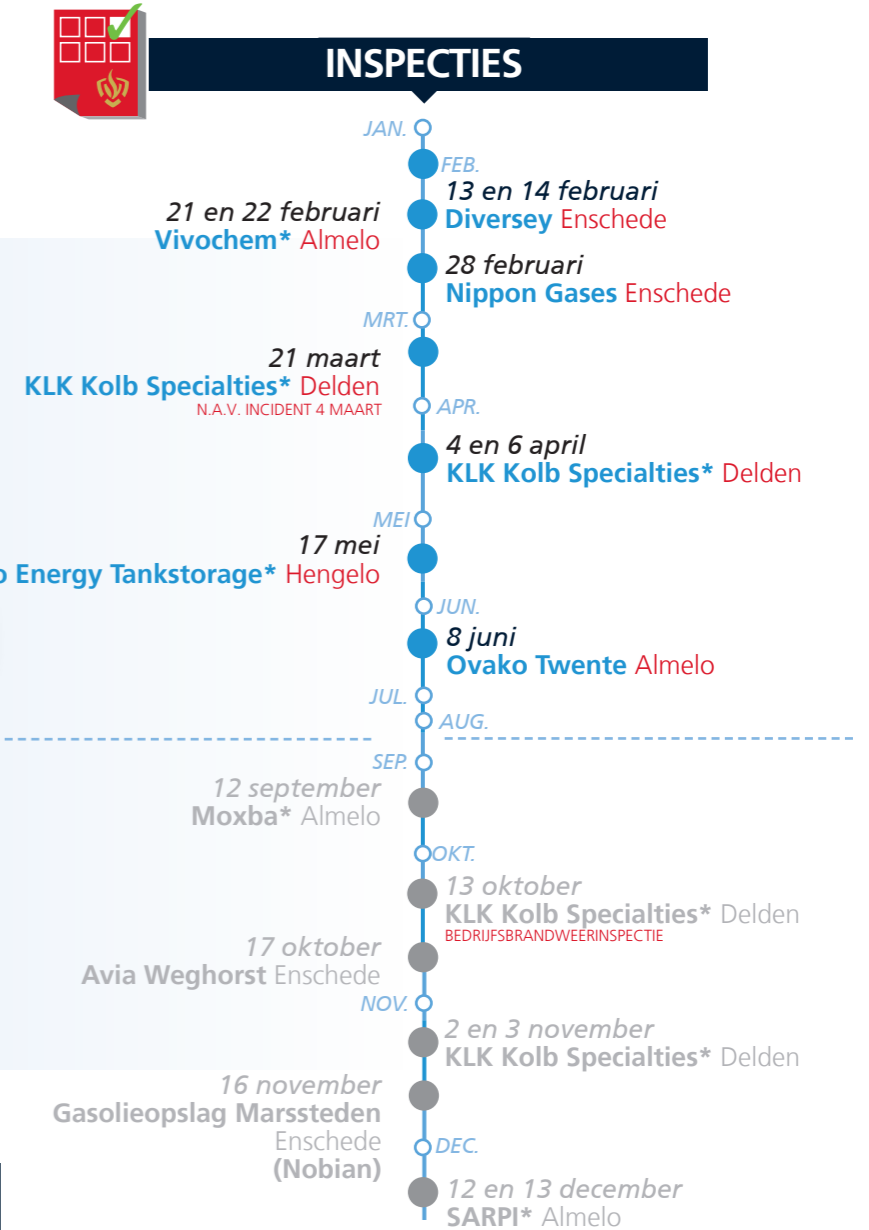 INSPECTIES
JAN.
FEB.
13 en 14 februari
Diversey Enschede
21 en 22 februari
Vivochem* Almelo
28 februari
Nippon Gases Enschede
MRT.
21 maart
KLK Kolb Specialties* Delden
N.A.V. INCIDENT 4 MAART
APR.
4 en 6 april
KLK Kolb Specialties* Delden
MEI
17 mei
Energy Tankstorage* Hengelo
JUN.
8 juni
Ovako Twente Almelo
JUL.
AUG.
SEP.
12 september
Moxba* Almelo
OKT.
13 oktober
KLK Kolb Specialties* Delden
BEDRIJFSBRANDWEERINSPECTIE
17 oktober
Avia Weghorst Enschede
NOV.
2 en 3 november
KLK Kolb Specialties* Delden
16 november
Gasolieopslag Marssteden
Enschede
(Nobian)
DEC.
12 en 13 december
SARPI* Almelo